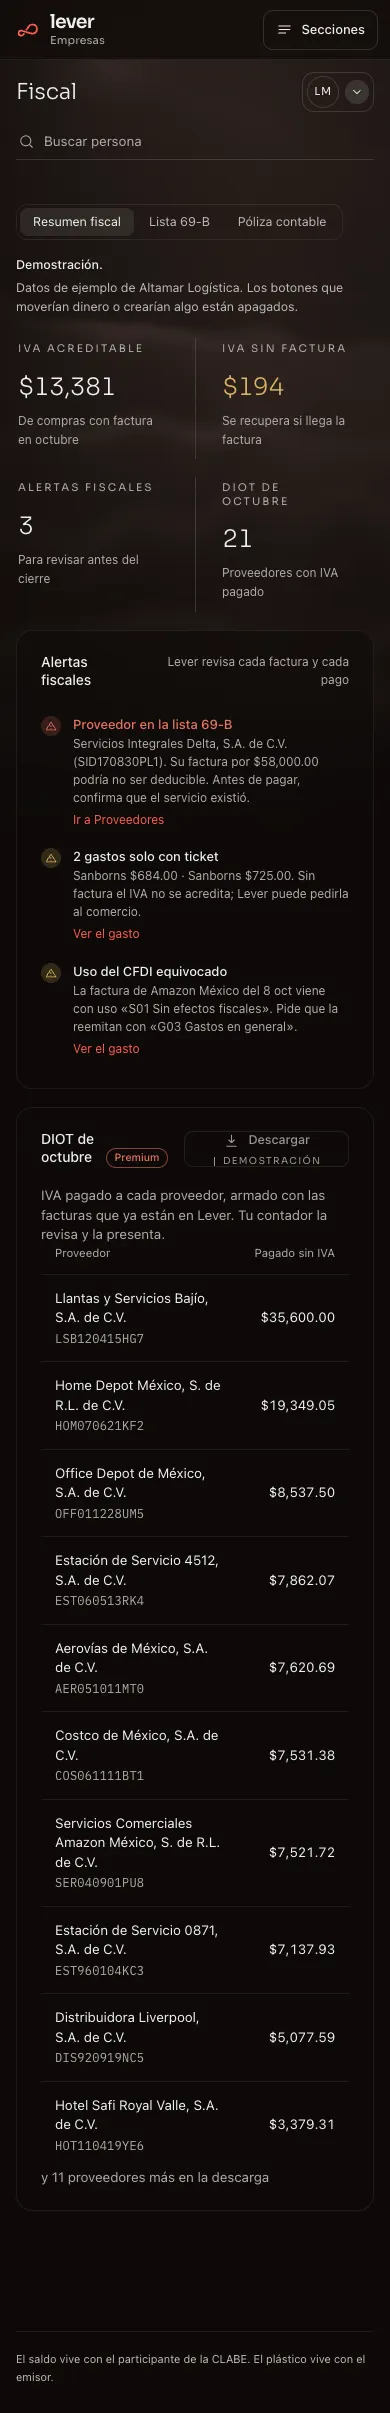 lever
Empresas
Secciones
Fiscal
LM
Buscar persona
Resumen fiscal
Lista 69-B
Póliza contable
Demostración.
Datos de ejemplo de Altamar Logística. Los botones que
moverían dinero o crearían algo están apagados.
IVA ACREDITABLE
$13,381
De compras con factura
en octubre
IVA SIN FACTURA
$194
Se recupera si llega la
factura
ALERTAS FISCALES
3
Para revisar antes del
cierre
DIOT DE
OCTUBRE
21
Proveedores con IVA
pagado
Alertas
fiscales
Lever revisa cada factura y cada
pago
Proveedor en la lista 69-B
Servicios Integrales Delta, S.A. de C.V.
(SID170830PL1). Su factura por $58,000.00
podría no ser deducible. Antes de pagar,
confirma que el servicio existió.
Ir a Proveedores
2 gastos solo con ticket
Sanborns $684.00 · Sanborns $725.00. Sin
factura el IVA no se acredita; Lever puede pedirla
al comercio.
Ver el gasto
Uso del CFDI equivocado
La factura de Amazon México del 8 oct viene
con uso «S01 Sin efectos fiscales». Pide que la
reemitan con «G03 Gastos en general».
Ver el gasto
DIOT de
octubre
Premium
Descargar
| DEMOSTRACIÓN
IVA pagado a cada proveedor, armado con las
facturas que ya están en Lever. Tu contador la
revisa y la presenta.
Proveedor
Pagado sin IVA
Llantas y Servicios Bajío,
S.A. de C.V.
LSB120415HG7
$35,600.00
Home Depot México, S. de
R.L. de C.V.
HOM070621KF2
$19,349.05
Office Depot de México,
S.A. de C.V.
OFF011228UM5
$8,537.50
Estación de Servicio 4512,
S.A. de C.V.
EST060513RK4
$7,862.07
Aerovías de México, S.A.
de C.V.
AER051011MT0
$7,620.69
Costco de México, S.A. de
C.V.
COS061111BT1
$7,531.38
Servicios Comerciales
Amazon México, S. de R.L.
de C.V.
SER040901PU8
$7,521.72
Estación de Servicio 0871,
S.A. de C.V.
EST960104KC3
$7,137.93
Distribuidora Liverpool,
S.A. de C.V.
DIS920919NC5
$5,077.59
Hotel Safi Royal Valle, S.A.
de C.V.
HOT110419YE6
$3,379.31
y 11 proveedores más en la descarga
El saldo vive con el participante de la CLABE. El plástico vive con el
emisor.